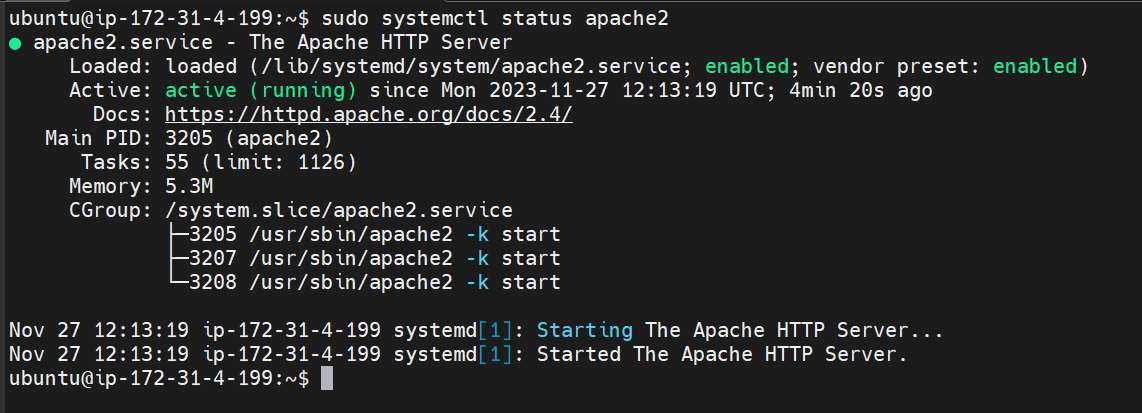 ubuntu@ip-172-31-4-199:~$ sudo systemctl status apache2
● apache2.service - The Apache HTTP Server
     Loaded: loaded (/lib/systemd/system/apache2.service; enabled; vendor preset: enabled)
     Active: active (running) since Mon 2023-11-27 12:13:19 UTC; 4min 20s ago
       Docs: https://httpd.apache.org/docs/2.4/
   Main PID: 3205 (apache2)
      Tasks: 55 (limit: 1126)
     Memory: 5.3M
     CGroup: /system.slice/apache2.service
             ├─3205 /usr/sbin/apache2 -k start
             ├─3207 /usr/sbin/apache2 -k start
             └─3208 /usr/sbin/apache2 -k start

Nov 27 12:13:19 ip-172-31-4-199 systemd[1]: Starting The Apache HTTP Server...
Nov 27 12:13:19 ip-172-31-4-199 systemd[1]: Started The Apache HTTP Server.
ubuntu@ip-172-31-4-199:~$